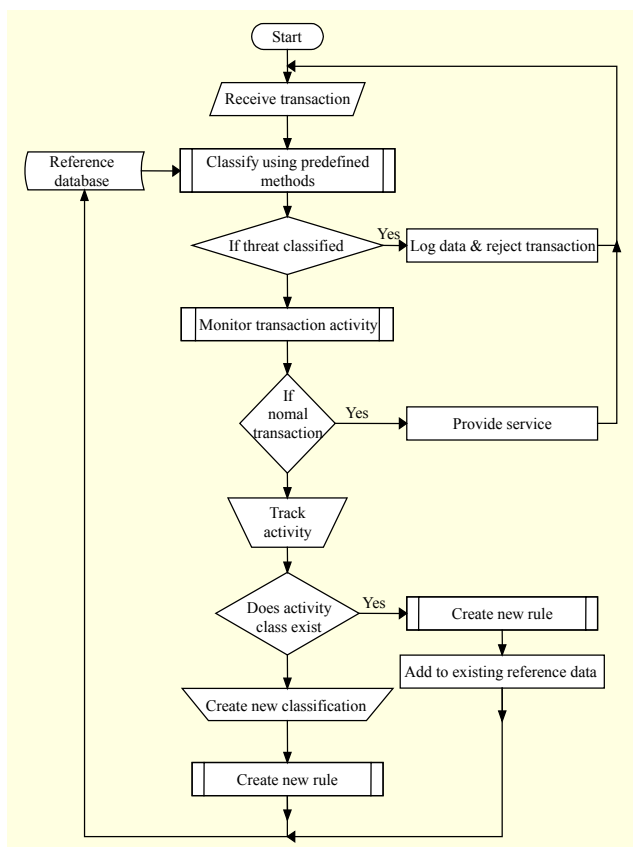 Start
Receive transaction
Reference
database
Classify using predefined
methods
If threat classified
Yes
Log data & reject transaction
Monitor transaction activity
If
nomal
transaction
Yes
Provide service
Track
activity
Does activity
class exist
Yes
Create new rule
Add to existing reference data
Create new classification
Create new rule